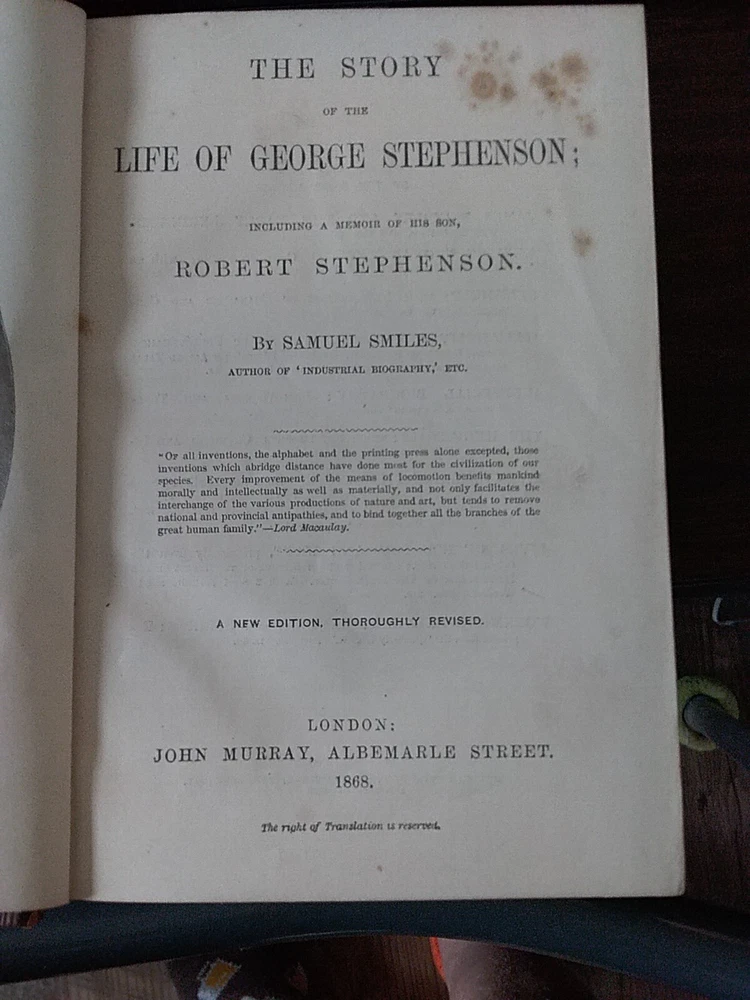 THE STORY
OF THE
LIFE OF GEORGE STEPHENSON;
INCLUDING A MEMOIR OF HIS SON,
ROBERT STEPHENSON.
BY SAMUEL SMILES,
AUTHOR OF 'INDUSTRIAL BIOGRAPHY,' ETC.
"OF all inventions, the alphabet and the printing press alone excepted, those
inventions which abridge distance have done most for the civilization of our
species. Every improvement of the means of locomotion benefits mankind
morally and intellectually as well as materially, and not only facilitates the
interchange of the various productions of nature and art, but tends to remove
national and provincial antipathies, and to bind together all the branches of the
great human family."—Lord Macaulay.
A NEW EDITION, THOROUGHLY REVISED.
LONDON:
JOHN MURRAY, ALBEMARLE STREET.
1868.
The right of Translation is reserved.